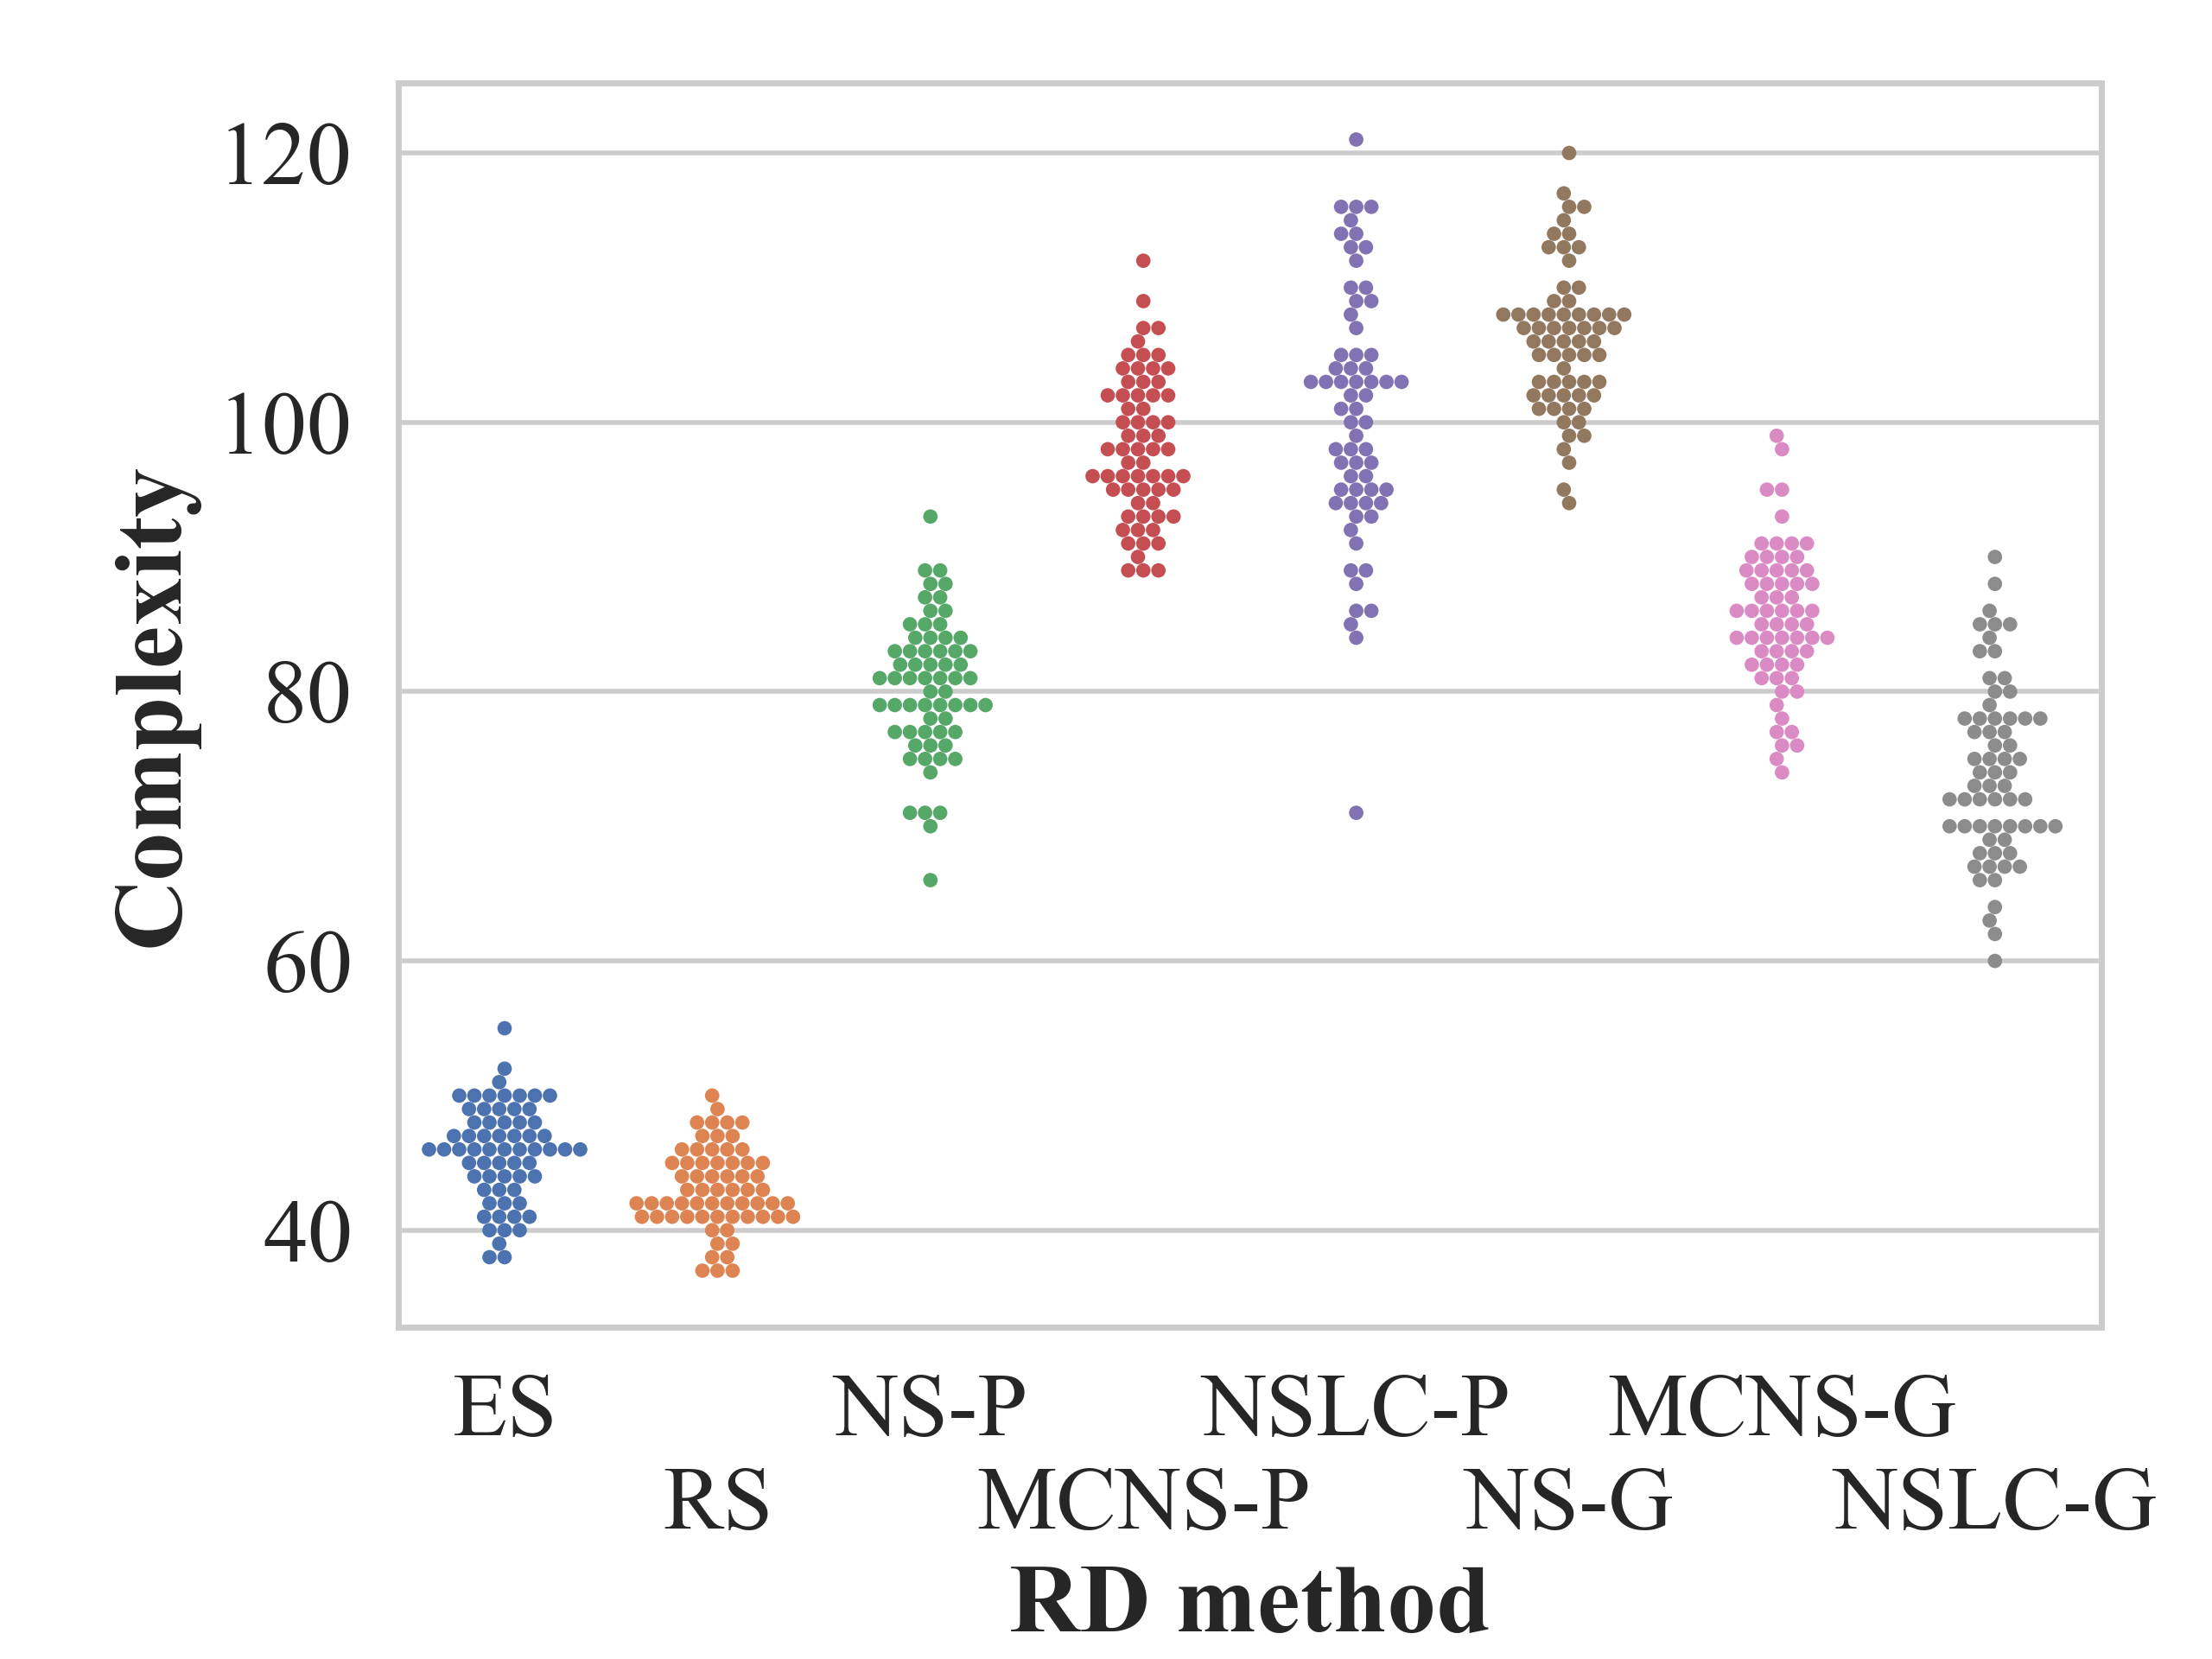 120
100
80
60
40
Complexity
ES NS-P NSLC-P MCNS-G
RS MCNS-P NS-G NSLC-G
RD method